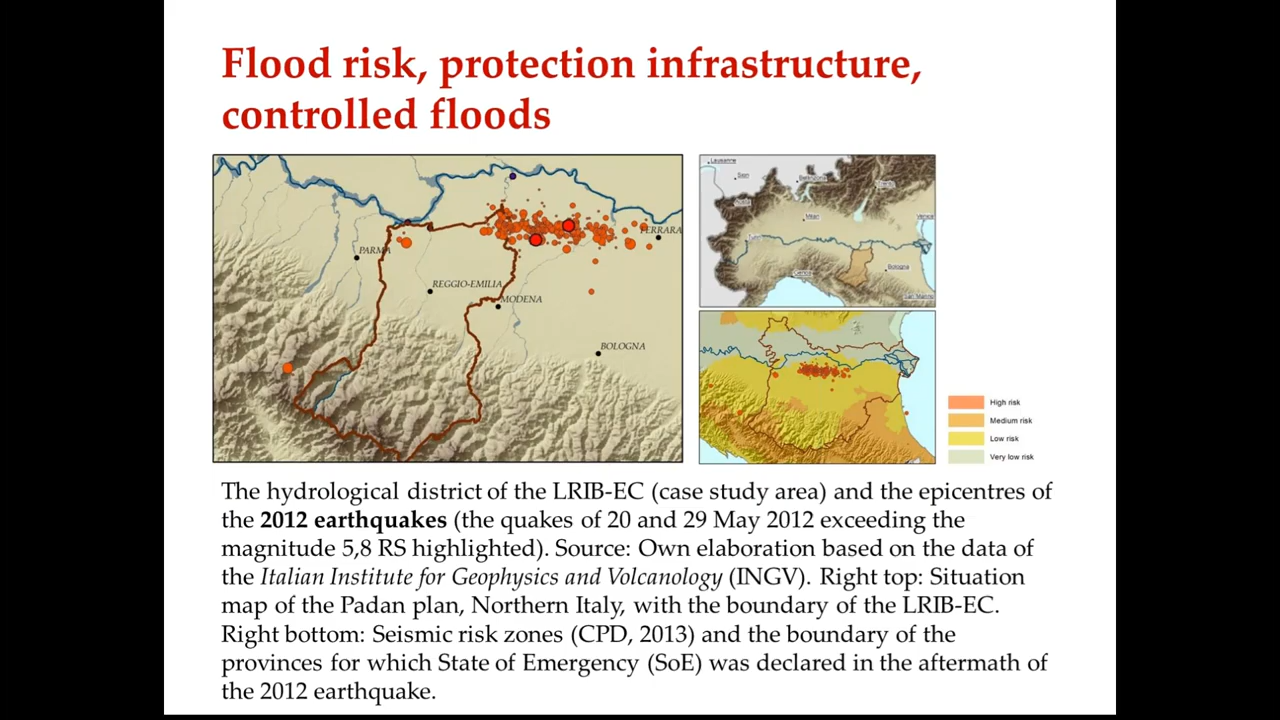 Flood risk, protection infrastructure,
controlled floods
PARMA
REGGIO-EMILIA
MODENA
BOLOGNA
FERRARA
Lausanne
Sion
Milan
Bologna
High risk
Medium risk
Low risk
Very low risk
The hydrological district of the LRIB-EC (case study area) and the epicentres of
the 2012 earthquakes (the quakes of 20 and 29 May 2012 exceeding the
magnitude 5,8 RS highlighted). Source: Own elaboration based on the data of
the Italian Institute for Geophysics and Volcanology (INGV). Right top: Situation
map of the Padan plan, Northern Italy, with the boundary of the LRIB-EC.
Right bottom: Seismic risk zones (CPD, 2013) and the boundary of the
provinces for which State of Emergency (SoE) was declared in the aftermath of
the 2012 earthquake.